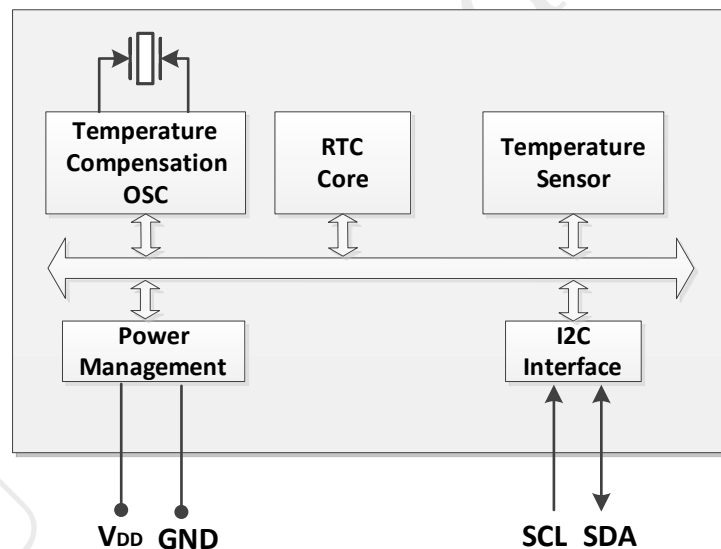 Temperature
Compensation
OSC
RTC
Core
Temperature
Sensor
Power
Management
I2C
Interface
VDD GND
SCL SDA